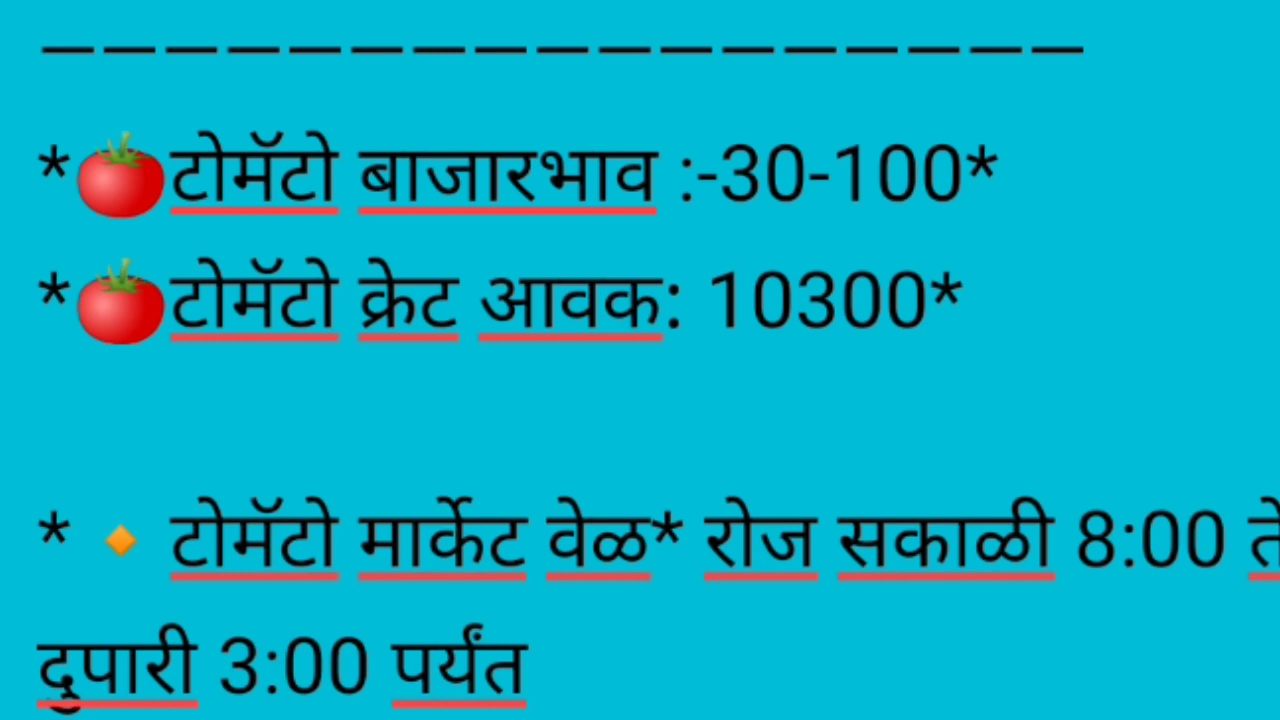 — — — — — — — — — — — — — — — — —
*🍅टोमॅटो बाजारभाव :-30-100*
*🍅टोमॅटो क्रेट आवक: 10300*
*🔸टोमॅटो मार्केट वेळ* रोज सकाळी 8:00 ते
दुपारी 3:00 पर्यंत